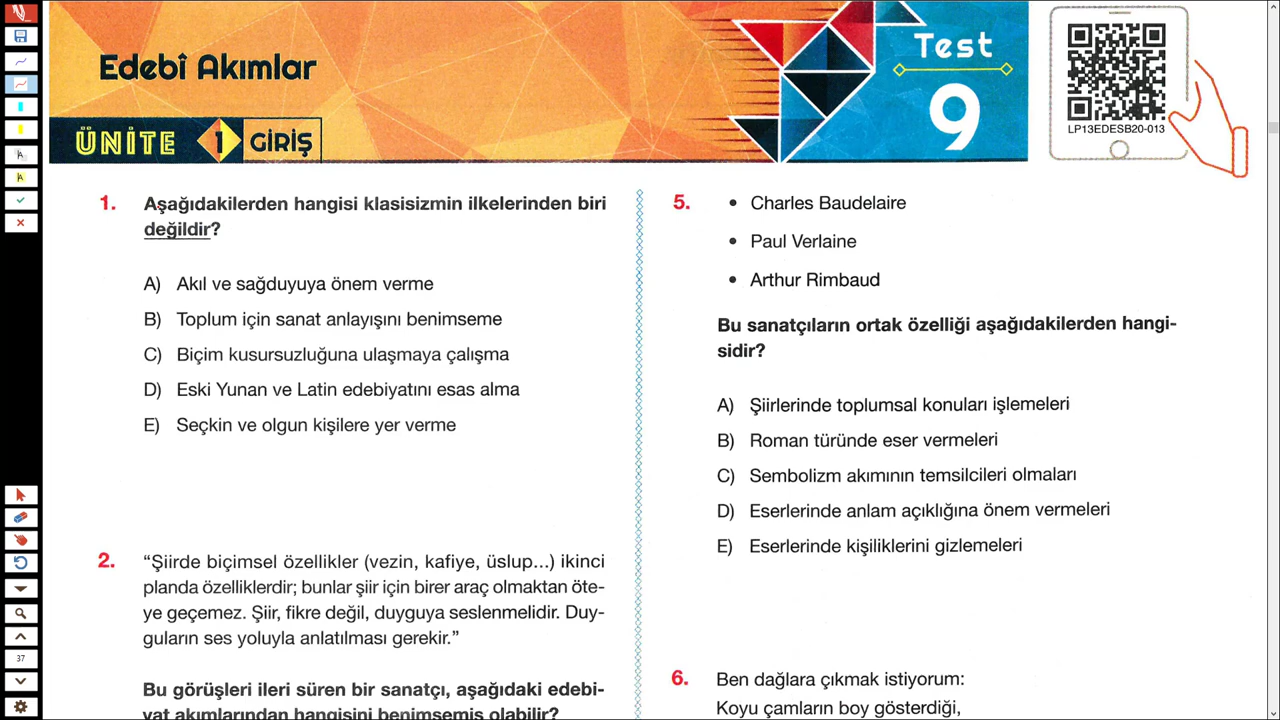 Edebî Akımlar
ÜNİTE 1 GİRİŞ
Test
9
LP13EDESB20-013
1. Aşağıdakilerden hangisi klasisizmin ilkelerinden biri
değildir?
A) Akıl ve sağduyuya önem verme
B) Toplum için sanat anlayışını benimseme
C) Biçim kusursuzluğuna ulaşmaya çalışma
D) Eski Yunan ve Latin edebiyatını esas alma
E) Seçkin ve olgun kişilere yer verme
2. “Şiirde biçimsel özellikler (vezin, kafiye, üslup...) ikinci
planda özelliklerdir; bunlar şiir için birer araç olmaktan öte-
ye geçemez. Şiir, fikre değil, duyguya seslenmelidir. Duy-
guların ses yoluyla anlatılması gerekir.”
Bu görüşleri ileri süren bir sanatçı, aşağıdaki edebi-
yat akımlarından hangisini benimsemiş olabilir?
5. • Charles Baudelaire
• Paul Verlaine
• Arthur Rimbaud
Bu sanatçıların ortak özelliği aşağıdakilerden hangi-
sidir?
A) Şiirlerinde toplumsal konuları işlemeleri
B) Roman türünde eser vermeleri
C) Sembolizm akımının temsilcileri olmaları
D) Eserlerinde anlam açıklığına önem vermeleri
E) Eserlerinde kişiliklerini gizlemeleri
6. Ben dağlara çıkmak istiyorum:
Koyu çamların boy gösterdiği,
A
A
37